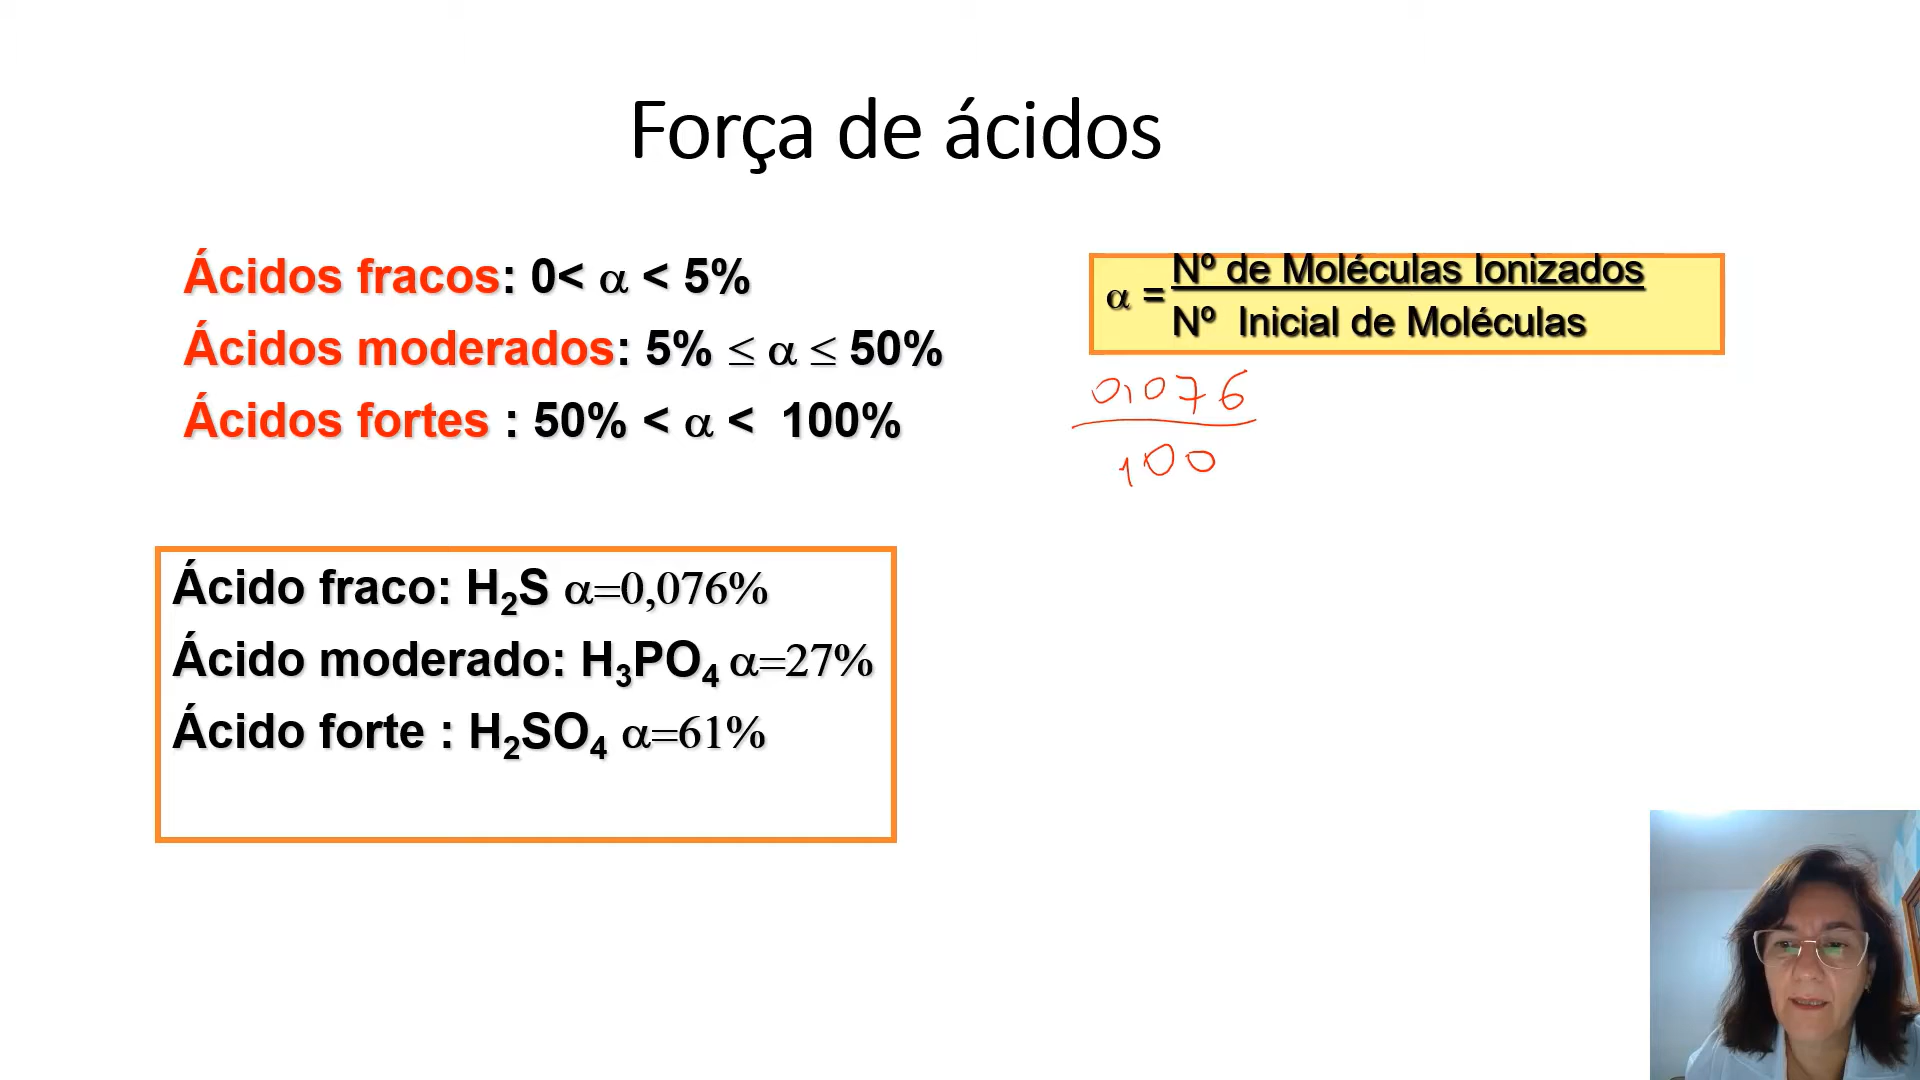 Força de ácidos
Ácidos fracos: 0< α < 5%
Ácidos moderados: 5% ≤ α ≤ 50%
Ácidos fortes : 50% < α < 100%
α = Nº de Moléculas Ionizados
Nº Inicial de Moléculas
0,076
100
Ácido fraco: H₂S α=0,076%
Ácido moderado: H₃PO₄ α=27%
Ácido forte : H₂SO₄ α=61%